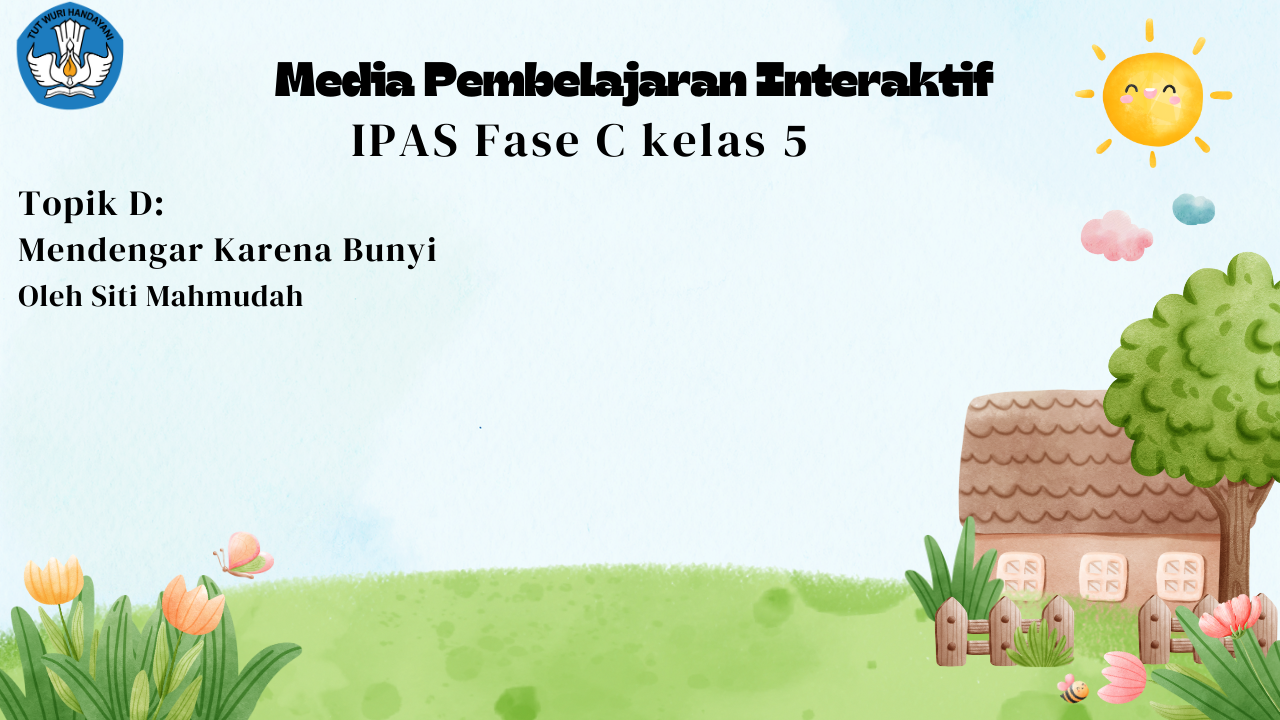 TUT WURI HANDAYANI
Media Pembelajaran Interaktif
IPAS Fase C kelas 5
Topik D:
Mendengar Karena Bunyi
Oleh Siti Mahmudah